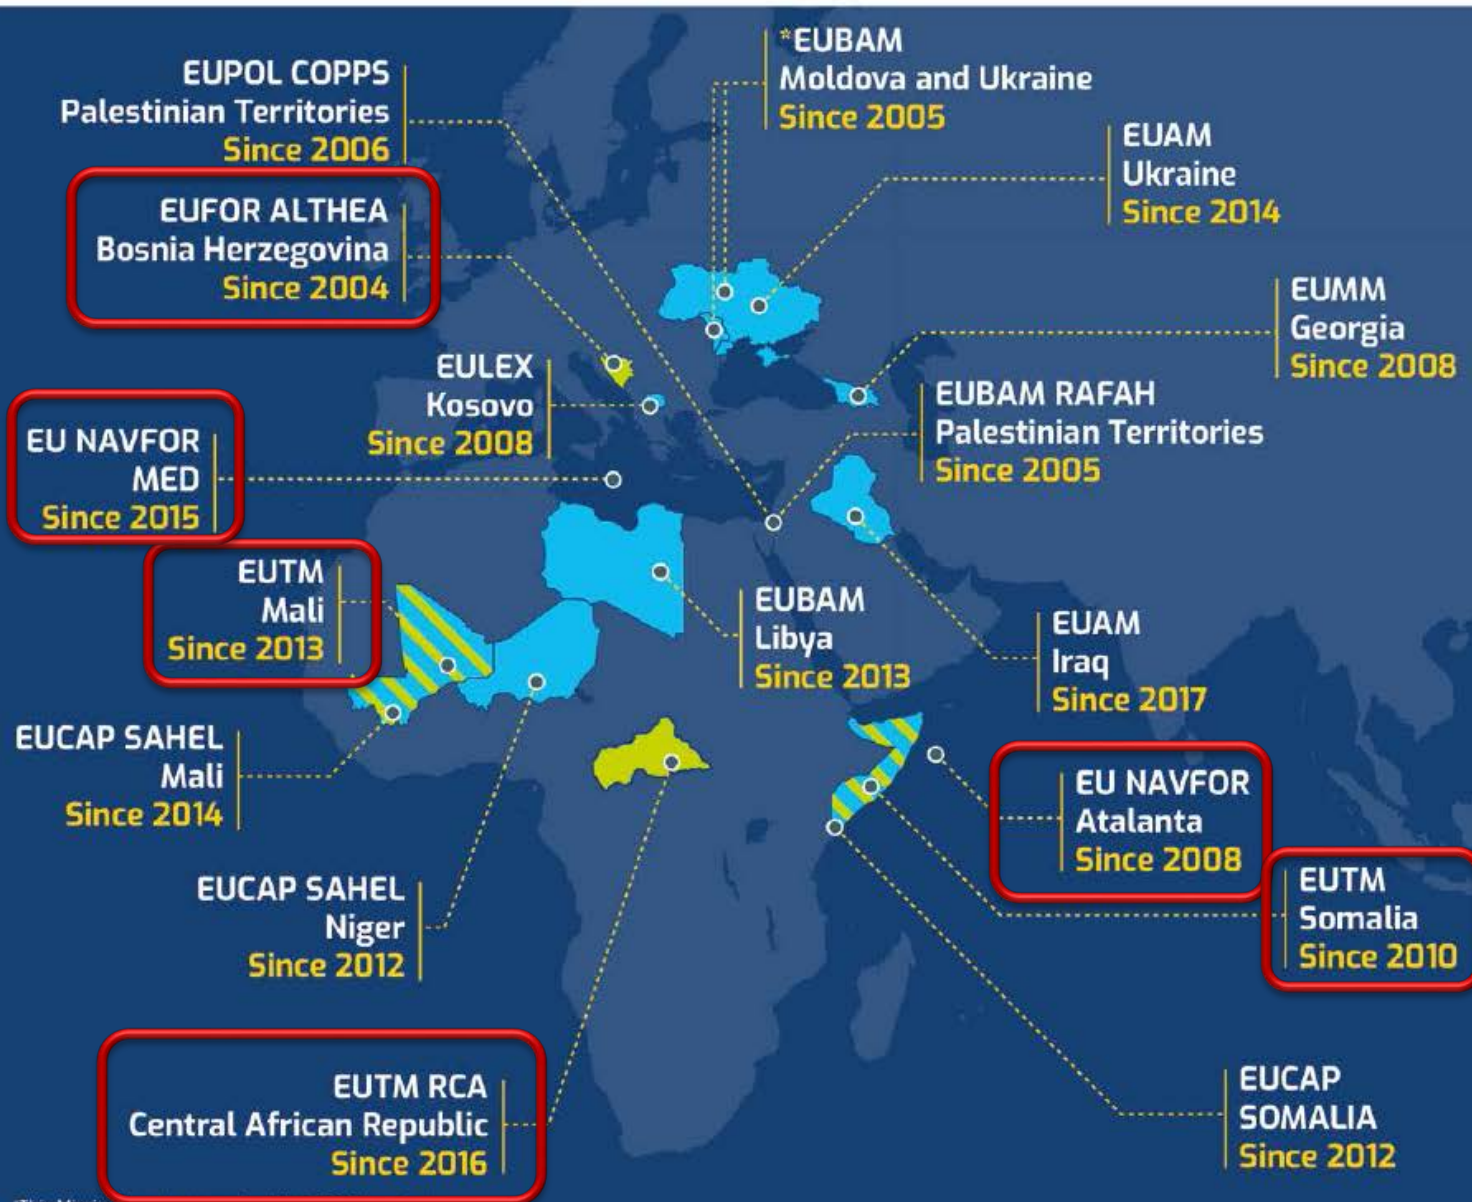 *EUBAM
Moldova and Ukraine
Since 2005
EUPOL COPPS
Palestinian Territories
Since 2006
EUAM
Ukraine
Since 2014
EUFOR ALTHEA
Bosnia Herzegovina
Since 2004
EUMM
Georgia
Since 2008
EULEX
Kosovo
Since 2008
EUBAM RAFAH
Palestinian Territories
Since 2005
EU NAVFOR
MED
Since 2015
EUTM
Mali
Since 2013
EUBAM
Libya
Since 2013
EUAM
Iraq
Since 2017
EUCAP SAHEL
Mali
Since 2014
EU NAVFOR
Atalanta
Since 2008
EUCAP SAHEL
Niger
Since 2012
EUTM
Somalia
Since 2010
EUTM RCA
Central African Republic
Since 2016
EUCAP
SOMALIA
Since 2012